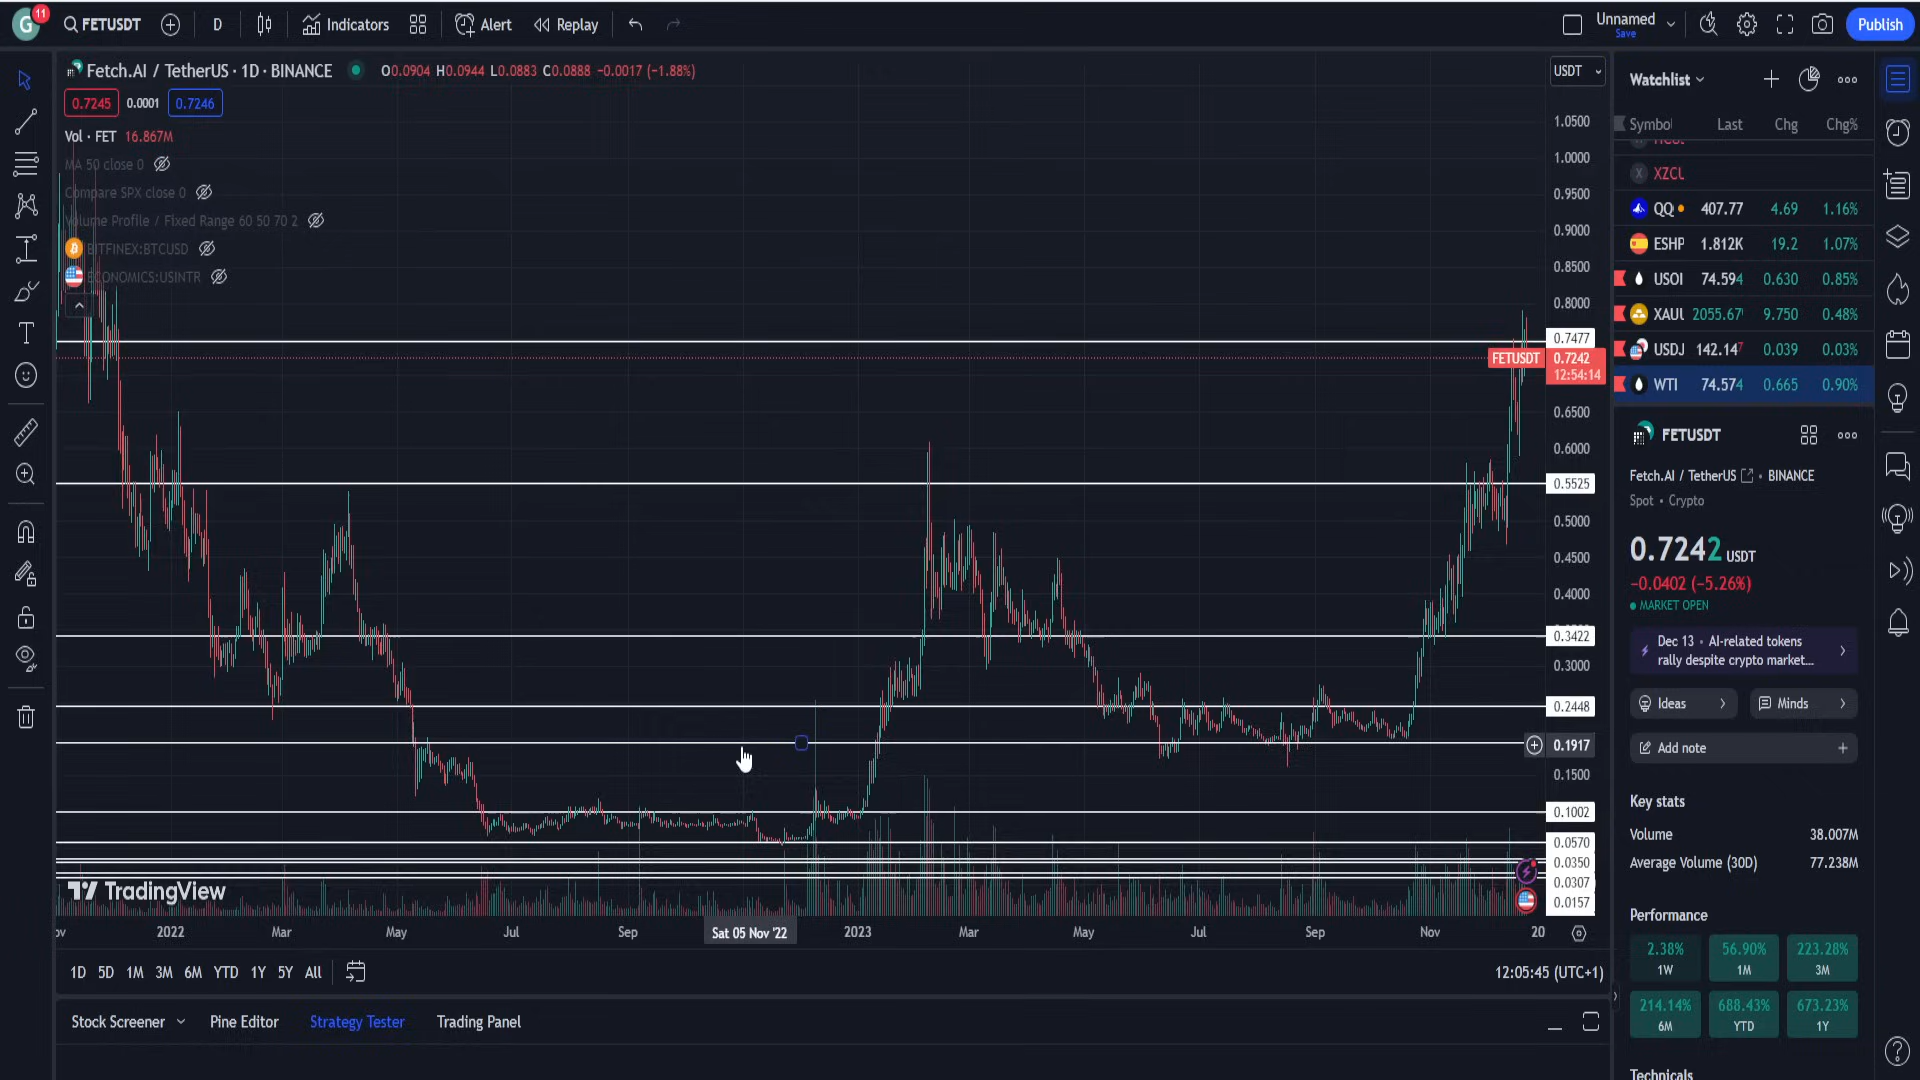 G 11 FETUSDT D Indicators Alert Replay Unnamed Save Publish
Fetch.AI / TetherUS · 1D · BINANCE O0.0904 H0.0944 L0.0883 C0.0888 −0.0017 (−1.88%)
0.7245 0.0001 0.7246
Vol · FET 16.867M
MA 50 close 0
Compare SPX close 0
Volume Profile / Fixed Range 60 50 70 2
BITFINEX:BTCUSD
ECONOMICS:USINTR
USDT
1.0500
1.0000
0.9500
0.9000
0.8500
0.8000
0.7477
FETUSDT 0.7242
12:54:14
0.6500
0.6000
0.5525
0.5000
0.4500
0.4000
0.3422
0.3000
0.2448
0.1917
0.1500
0.1002
0.0570
0.0350
0.0307
0.0157
TradingView
ov 2022 Mar May Jul Sep Sat 05 Nov '22 2023 Mar May Jul Sep Nov 20
1D 5D 1M 3M 6M YTD 1Y 5Y All 12:05:45 (UTC+1)
Stock Screener Pine Editor Strategy Tester Trading Panel
Watchlist
Symbol Last Chg Chg%
X XZCL
QQ 407.77 4.69 1.16%
ESHP 1.812K 19.2 1.07%
USOI 74.594 0.630 0.85%
XAUL 2055.67 9.750 0.48%
USDJ 142.147 0.039 0.03%
WTI 74.574 0.665 0.90%
FETUSDT
Fetch.AI / TetherUS • BINANCE
Spot • Crypto
0.7242 USDT
−0.0402 (−5.26%)
MARKET OPEN
Dec 13 • AI-related tokens
rally despite crypto market...
Ideas Minds
Add note
Key stats
Volume 38.007M
Average Volume (30D) 77.238M
Performance
2.38% 56.90% 223.28%
1W 1M 3M
214.14% 688.43% 673.23%
6M YTD 1Y
Technicals